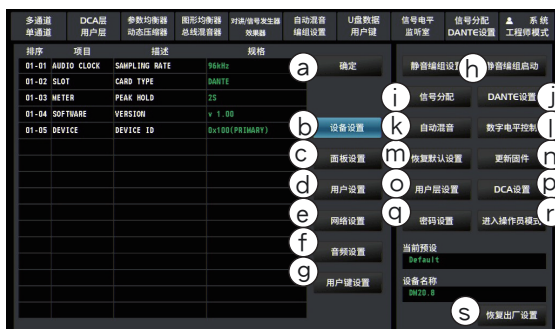 多通道 DCA层 参数均衡器 图形均衡器 对讲/信号发生器 自动混音 U盘数据 信号电平 信号分配 系统
单通道 用户层 动态压缩器 总线混音器 效果器 编组设置 用户键 监听室 DANTE设置 工程师模式
排序 项目 描述 规格
01-01 AUDIO CLOCK SAMPLING RATE 96kHz
01-02 SLOT CARD TYPE DANTE
01-03 METER PEAK HOLD 2S
01-04 SOFTWARE VERSION v 1.00
01-05 DEVICE DEVICE ID 0x100(PRIMARY)
a 确定
b 设备设置
c 面板设置
d 用户设置
e 网络设置
f 音频设置
g 用户键设置
静音编组设 h 静音编组启动
i 信号分配 DANTE设置 j
k 自动混音 数字电平控制 l
m 恢复默认设置 更新固件 n
o 用户层设置 DCA设置 p
q 密码设置 进入操作员模式 r
当前预设
Default
设备名称
DM20.8
s 恢复出厂设置